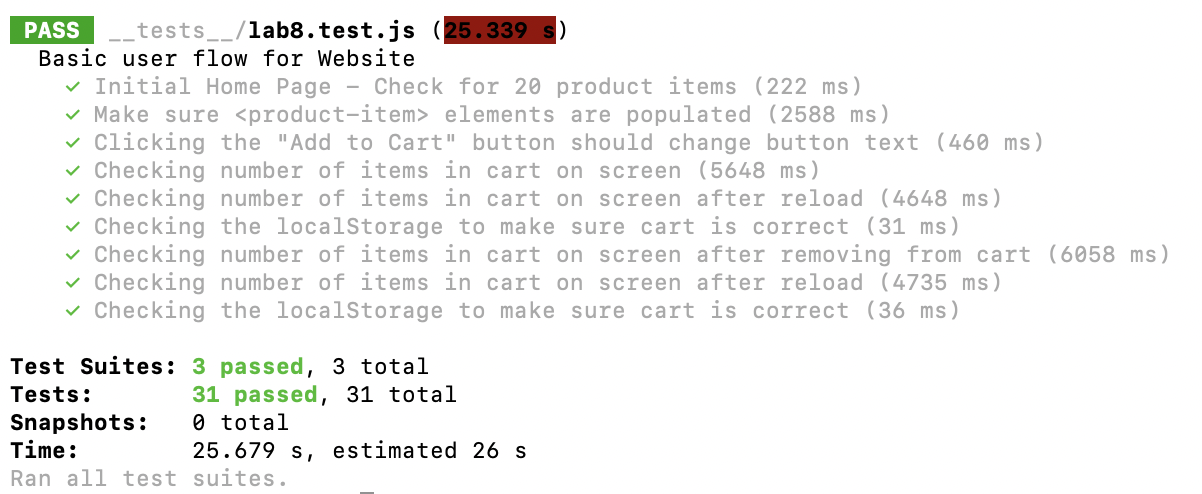 PASS __tests__/lab8.test.js (25.339 s)
Basic user flow for Website
✓ Initial Home Page – Check for 20 product items (222 ms)
✓ Make sure <product-item> elements are populated (2588 ms)
✓ Clicking the "Add to Cart" button should change button text (460 ms)
✓ Checking number of items in cart on screen (5648 ms)
✓ Checking number of items in cart on screen after reload (4648 ms)
✓ Checking the localStorage to make sure cart is correct (31 ms)
✓ Checking number of items in cart on screen after removing from cart (6058 ms)
✓ Checking number of items in cart on screen after reload (4735 ms)
✓ Checking the localStorage to make sure cart is correct (36 ms)
Test Suites: 3 passed, 3 total
Tests: 31 passed, 31 total
Snapshots: 0 total
Time: 25.679 s, estimated 26 s
Ran all test suites.